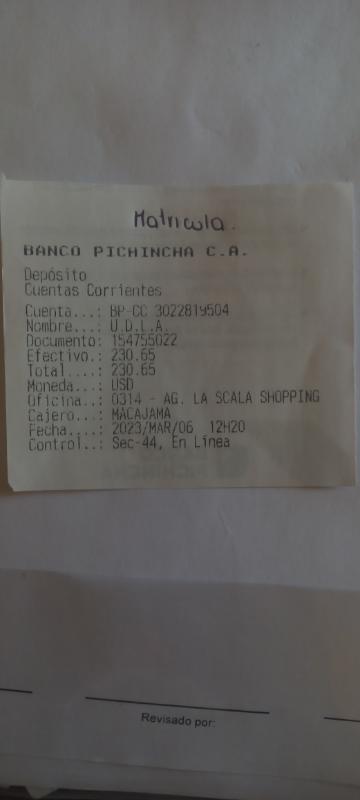 Matricula.
BANCO PICHINCHA C.A.
Depósito
Cuentas Corrientes
Cuenta...: BP-CC 3022819504
Nombre...: U.D.L.A.
Documento: 154755022
Efectivo.: 230.65
Total....: 230.65
Moneda...: USD
Oficina..: 0314 - AG. LA SCALA SHOPPING
Cajero...: MACAJAMA
Fecha....: 2023/MAR/06 12H20
Control..: Sec-44, En Línea
PICHINCHA
Revisado por: